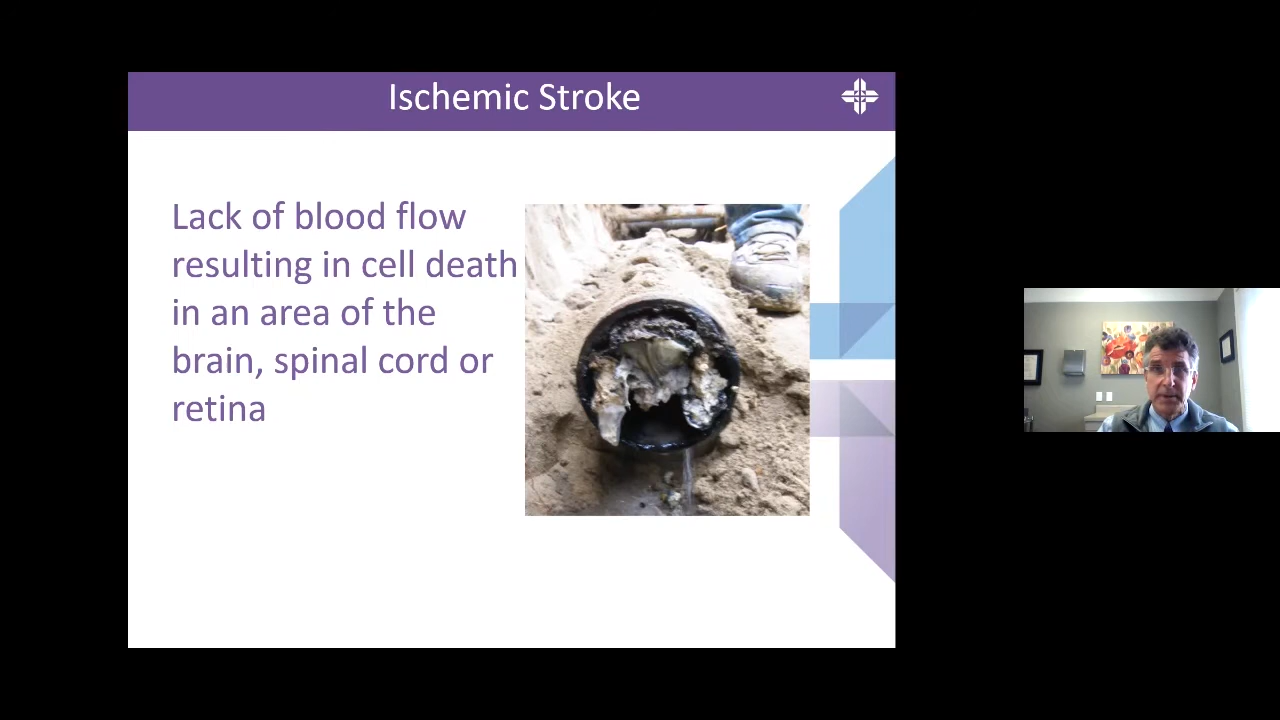 Ischemic Stroke
Lack of blood flow
resulting in cell death
in an area of the
brain, spinal cord or
retina